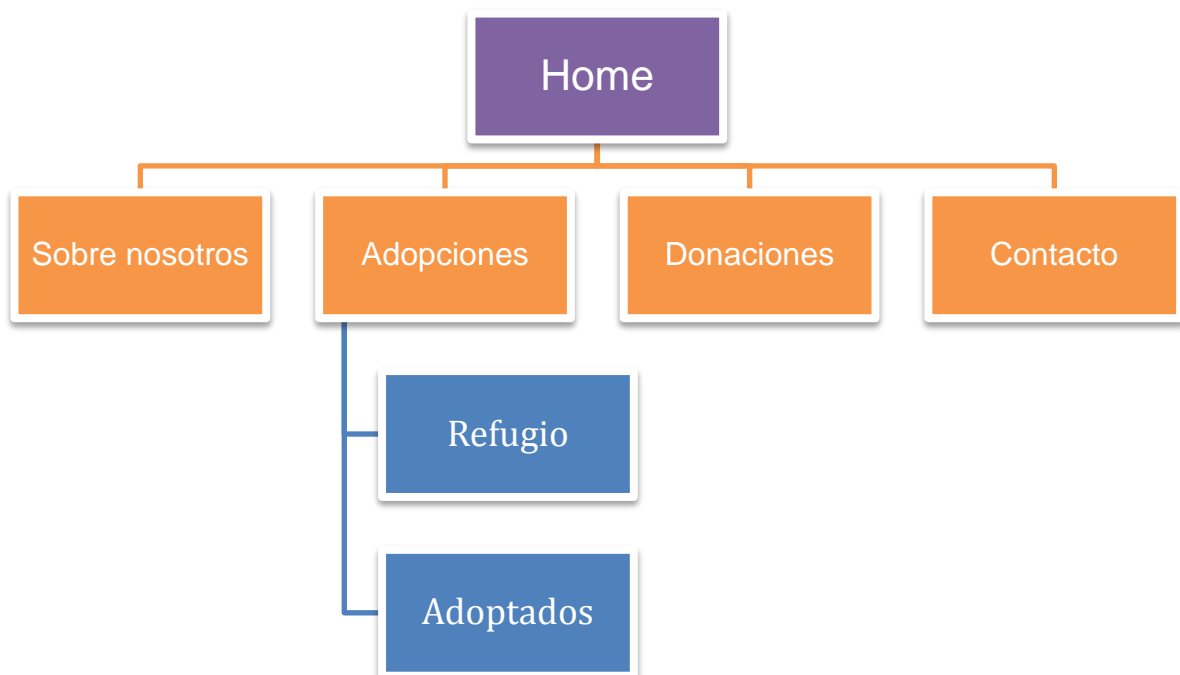 Home
Sobre nosotros
Adopciones
Donaciones
Contacto
Refugio
Adoptados